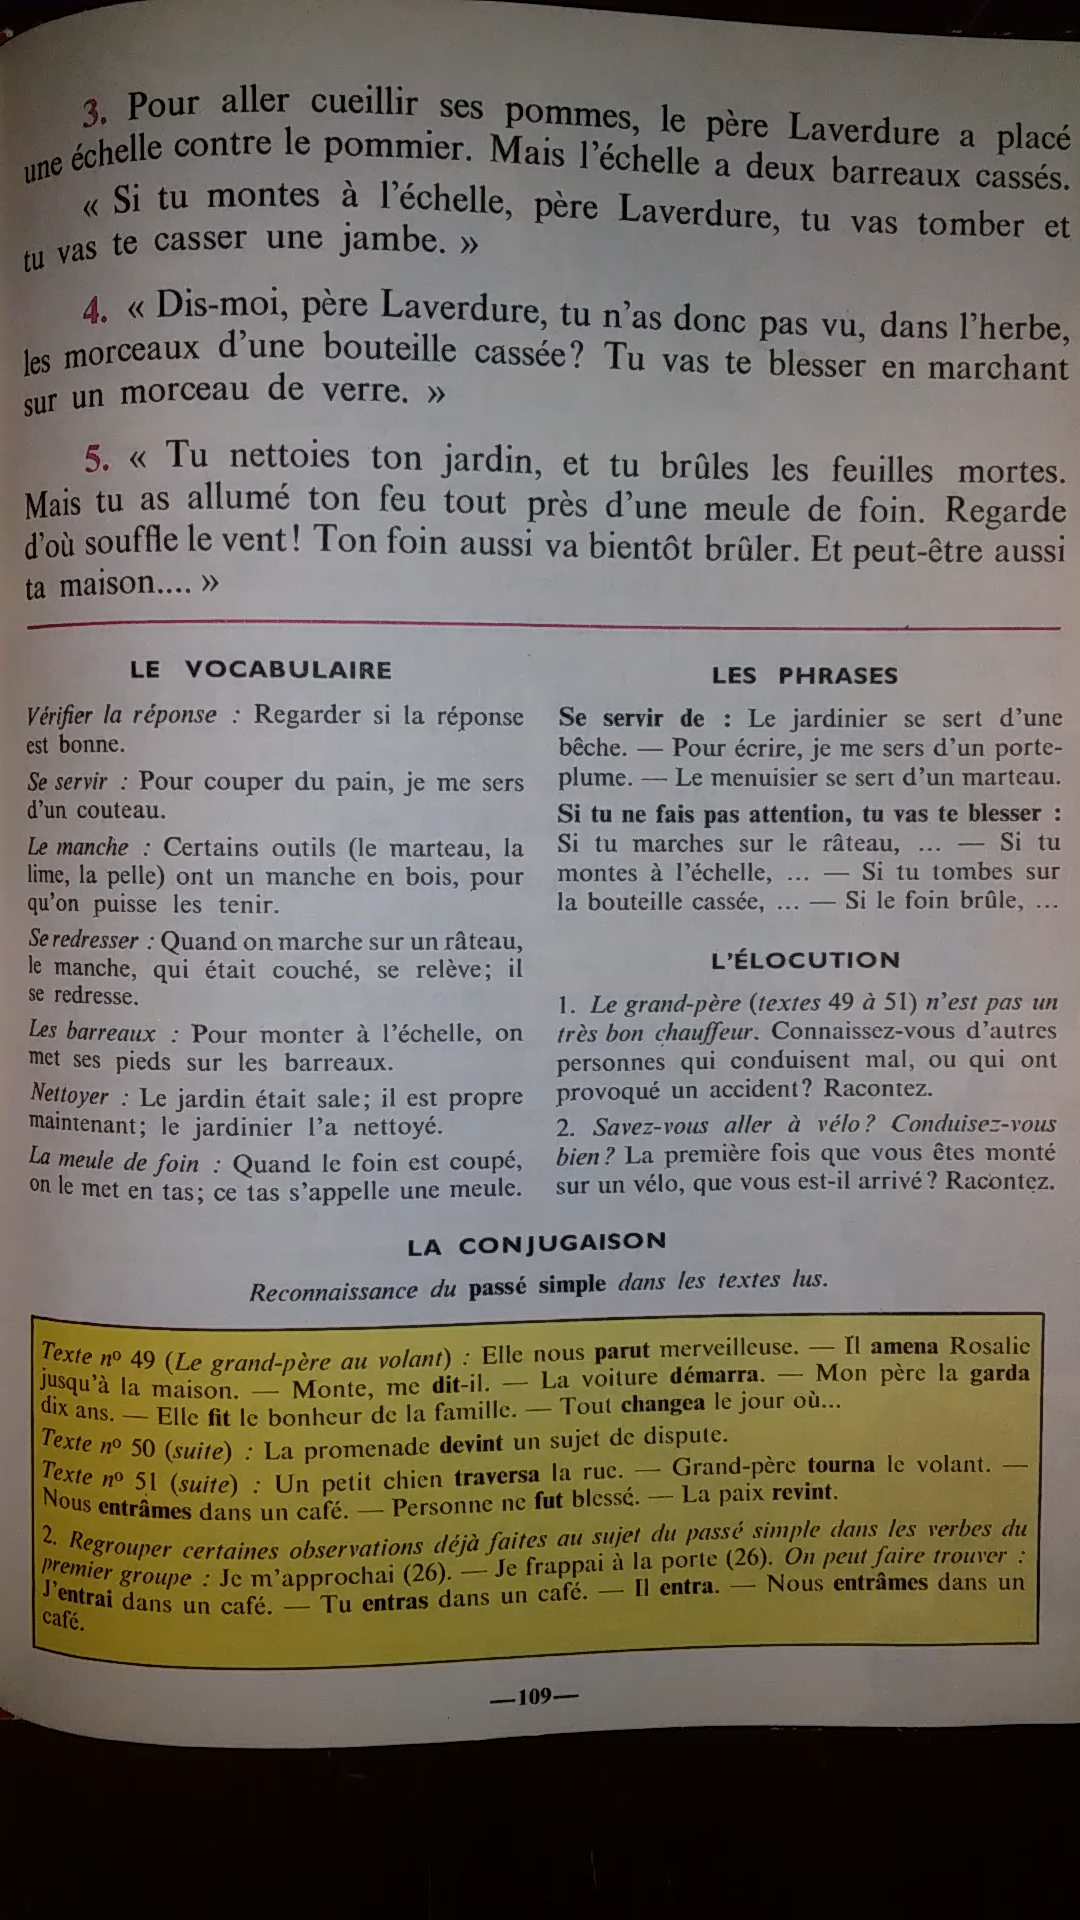 3. Pour aller cueillir ses pommes, le père Laverdure a placé
une échelle contre le pommier. Mais l'échelle a deux barreaux cassés.
« Si tu montes à l'échelle, père Laverdure, tu vas tomber et
tu vas te casser une jambe. »
4. « Dis-moi, père Laverdure, tu n'as donc pas vu, dans l'herbe,
les morceaux d'une bouteille cassée? Tu vas te blesser en marchant
sur un morceau de verre. »
5. « Tu nettoies ton jardin, et tu brûles les feuilles mortes.
Mais tu as allumé ton feu tout près d'une meule de foin. Regarde
d'où souffle le vent! Ton foin aussi va bientôt brûler. Et peut-être aussi
ta maison.... »
LE VOCABULAIRE
Vérifier la réponse : Regarder si la réponse
est bonne.
Se servir : Pour couper du pain, je me sers
d'un couteau.
Le manche : Certains outils (le marteau, la
lime, la pelle) ont un manche en bois, pour
qu'on puisse les tenir.
Se redresser : Quand on marche sur un râteau,
le manche, qui était couché, se relève; il
se redresse.
Les barreaux : Pour monter à l'échelle, on
met ses pieds sur les barreaux.
Nettoyer : Le jardin était sale; il est propre
maintenant; le jardinier l'a nettoyé.
La meule de foin : Quand le foin est coupé,
on le met en tas; ce tas s'appelle une meule.
LES PHRASES
Se servir de : Le jardinier se sert d'une
bêche. — Pour écrire, je me sers d'un porte-
plume. — Le menuisier se sert d'un marteau.
Si tu ne fais pas attention, tu vas te blesser :
Si tu marches sur le râteau, ... — Si tu
montes à l'échelle, ... — Si tu tombes sur
la bouteille cassée, ... — Si le foin brûle, ...
L'ÉLOCUTION
1. Le grand-père (textes 49 à 51) n'est pas un
très bon chauffeur. Connaissez-vous d'autres
personnes qui conduisent mal, ou qui ont
provoqué un accident? Racontez.
2. Savez-vous aller à vélo? Conduisez-vous
bien? La première fois que vous êtes monté
sur un vélo, que vous est-il arrivé? Racontez.
LA CONJUGAISON
Reconnaissance du passé simple dans les textes lus.
Texte nº 49 (Le grand-père au volant) : Elle nous parut merveilleuse. — Il amena Rosalie
jusqu'à la maison. — Monte, me dit-il. — La voiture démarra. — Mon père la garda
dix ans. — Elle fit le bonheur de la famille. — Tout changea le jour où...
Texte nº 50 (suite) : La promenade devint un sujet de dispute.
Texte nº 51 (suite) : Un petit chien traversa la rue. — Grand-père tourna le volant. —
Nous entrâmes dans un café. — Personne ne fut blessé. — La paix revint.
2. Regrouper certaines observations déjà faites au sujet du passé simple dans les verbes du
premier groupe : Je m'approchai (26). — Je frappai à la porte (26). On peut faire trouver :
J'entrai dans un café. — Tu entras dans un café. — Il entra. — Nous entrâmes dans un
café.
—109—